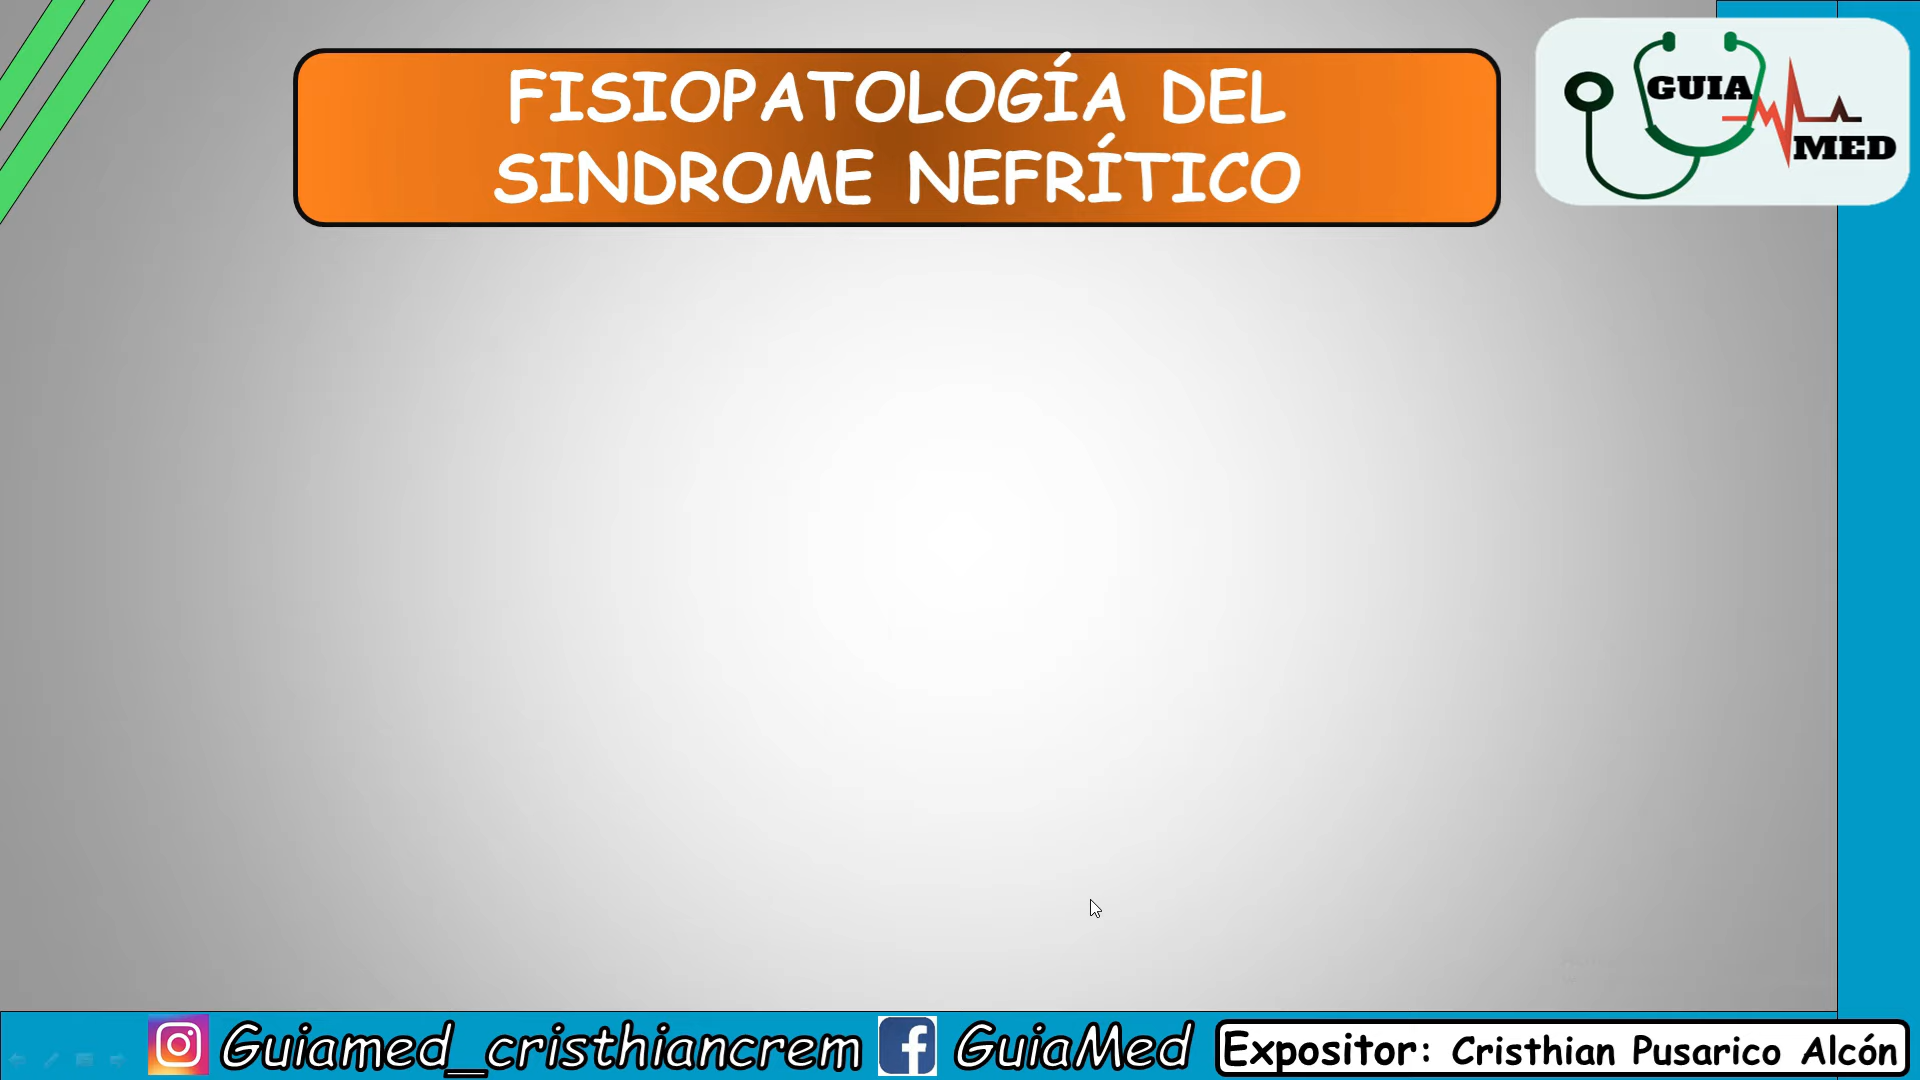 FISIOPATOLOGÍA DEL
SINDROME NEFRÍTICO
GUIA
MED
Guiamed_cristhiancrem
GuiaMed
Expositor: Cristhian Pusarico Alcón